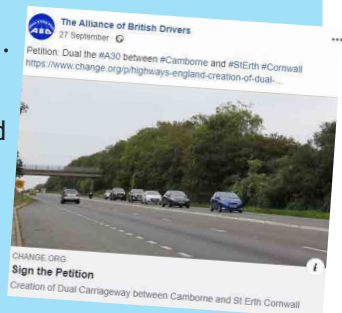 The Alliance of British Drivers
27 September ·
Petition: Dual the #A30 between #Camborne and #StErth #Cornwall
https://www.change.org/p/highways-england-creation-of-dual-...
CHANGE.ORG
Sign the Petition
Creation of Dual Carriageway between Camborne and St Erth Cornwall